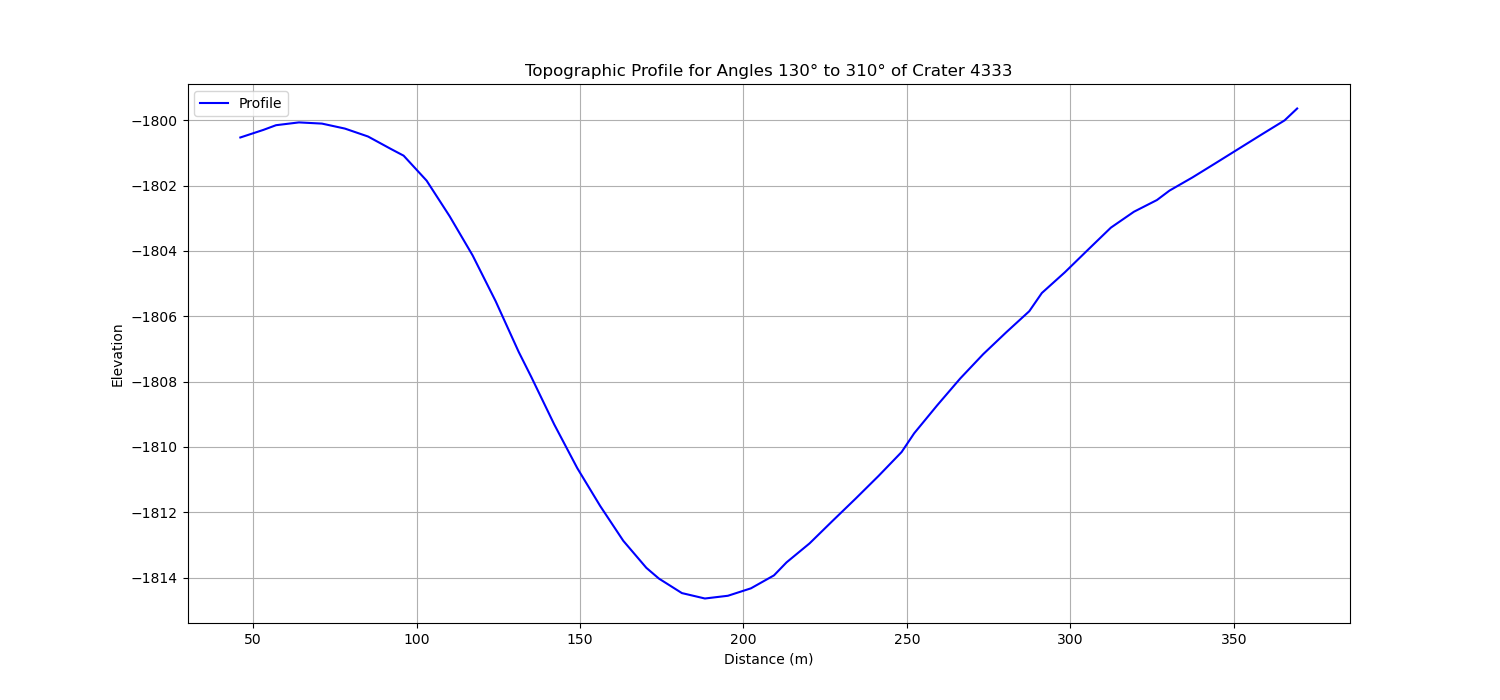 Topographic Profile for Angles 130° to 310° of Crater 4333
Profile
−1800
−1802
−1804
−1806
−1808
−1810
−1812
−1814
Elevation
50 100 150 200 250 300 350
Distance (m)